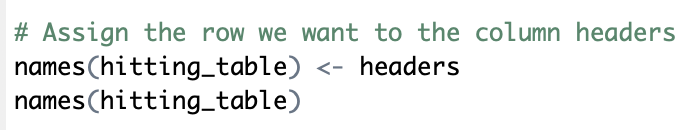 # Assign the row we want to the column headers
names(hitting_table) <- headers
names(hitting_table)